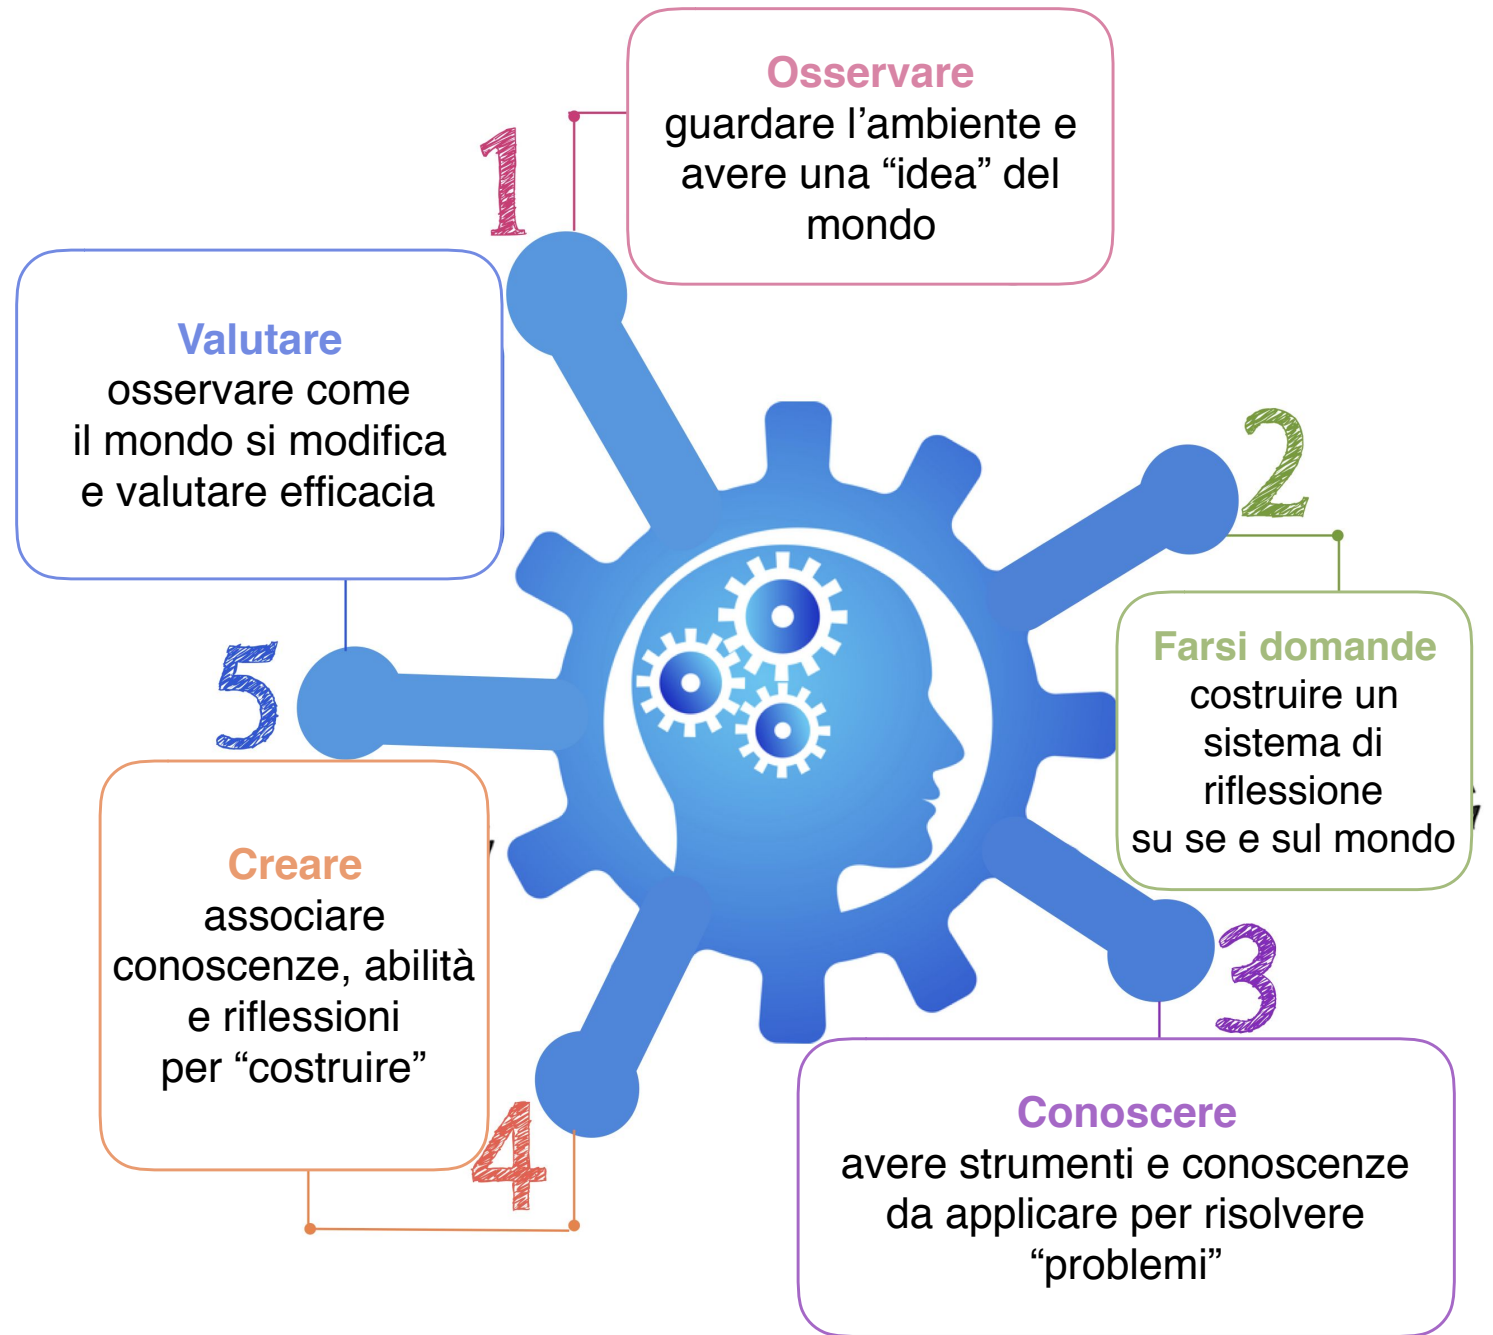 1
Osservare
guardare l’ambiente e
avere una “idea” del
mondo
2
Farsi domande
costruire un
sistema di
riflessione
su se e sul mondo
3
Conoscere
avere strumenti e conoscenze
da applicare per risolvere
“problemi”
4
Creare
associare
conoscenze, abilità
e riflessioni
per “costruire”
5
Valutare
osservare come
il mondo si modifica
e valutare efficacia